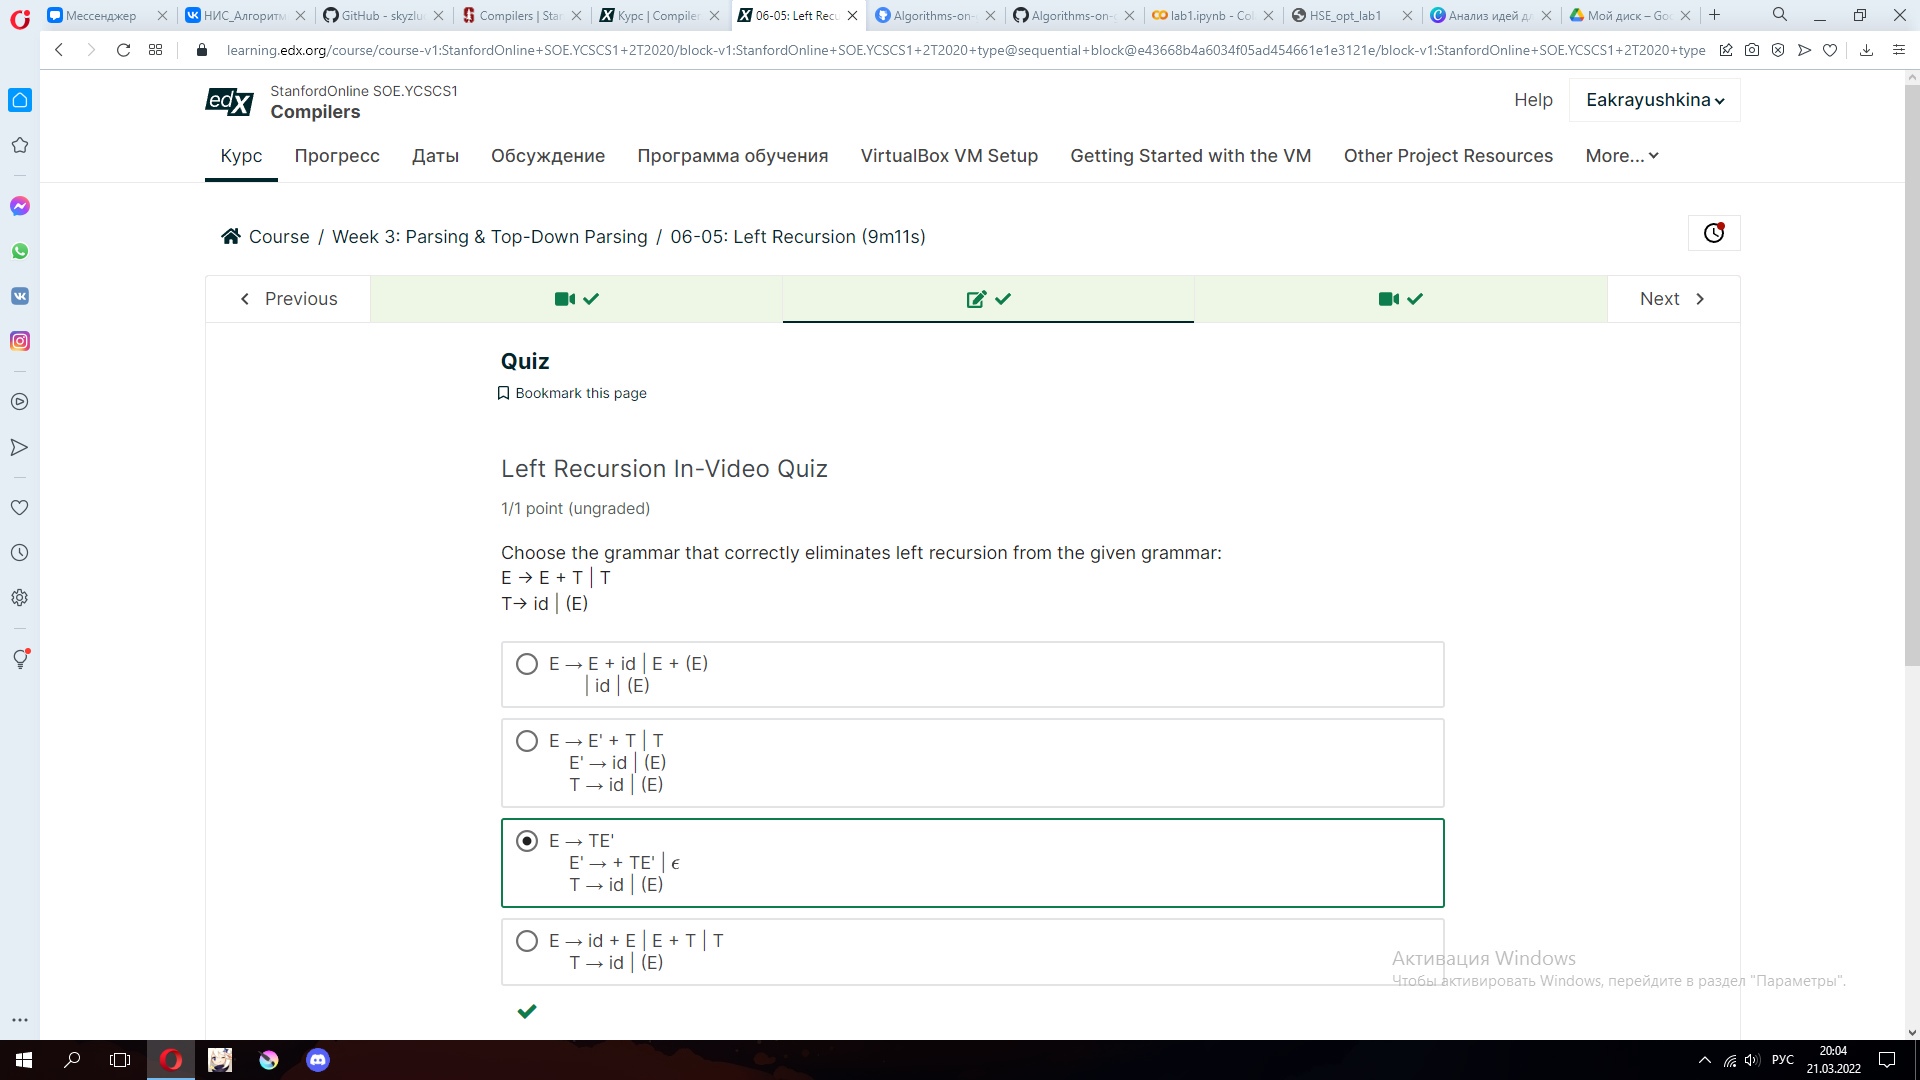 Мессенджер
НИС_Алгоритм
GitHub - skyzlu
Compilers | Star
Курс | Compiler
06-05: Left Recu
Algorithms-on-
Algorithms-on-
lab1.ipynb - Col
HSE_opt_lab1
Анализ идей дл
Мой диск – Goo
learning.edx.org/course/course-v1:StanfordOnline+SOE.YCSCS1+2T2020/block-v1:StanfordOnline+SOE.YCSCS1+2T2020+type@sequential+block@e43668b4a6034f05ad454661e1e3121e/block-v1:StanfordOnline+SOE.YCSCS1+2T2020+type
edX
StanfordOnline SOE.YCSCS1
Compilers
Help
Eakrayushkina
Курс
Прогресс
Даты
Обсуждение
Программа обучения
VirtualBox VM Setup
Getting Started with the VM
Other Project Resources
More...
Course / Week 3: Parsing & Top-Down Parsing / 06-05: Left Recursion (9m11s)
Previous
Next
Quiz
Bookmark this page
Left Recursion In-Video Quiz
1/1 point (ungraded)
Choose the grammar that correctly eliminates left recursion from the given grammar:
E → E + T | T
T→ id | (E)
E → E + id | E + (E)
| id | (E)
E → E' + T | T
E' → id | (E)
T → id | (E)
E → TE'
E' → + TE' | ϵ
T → id | (E)
E → id + E | E + T | T
T → id | (E)
Активация Windows
Чтобы активировать Windows, перейдите в раздел "Параметры".
РУС
20:04
21.03.2022